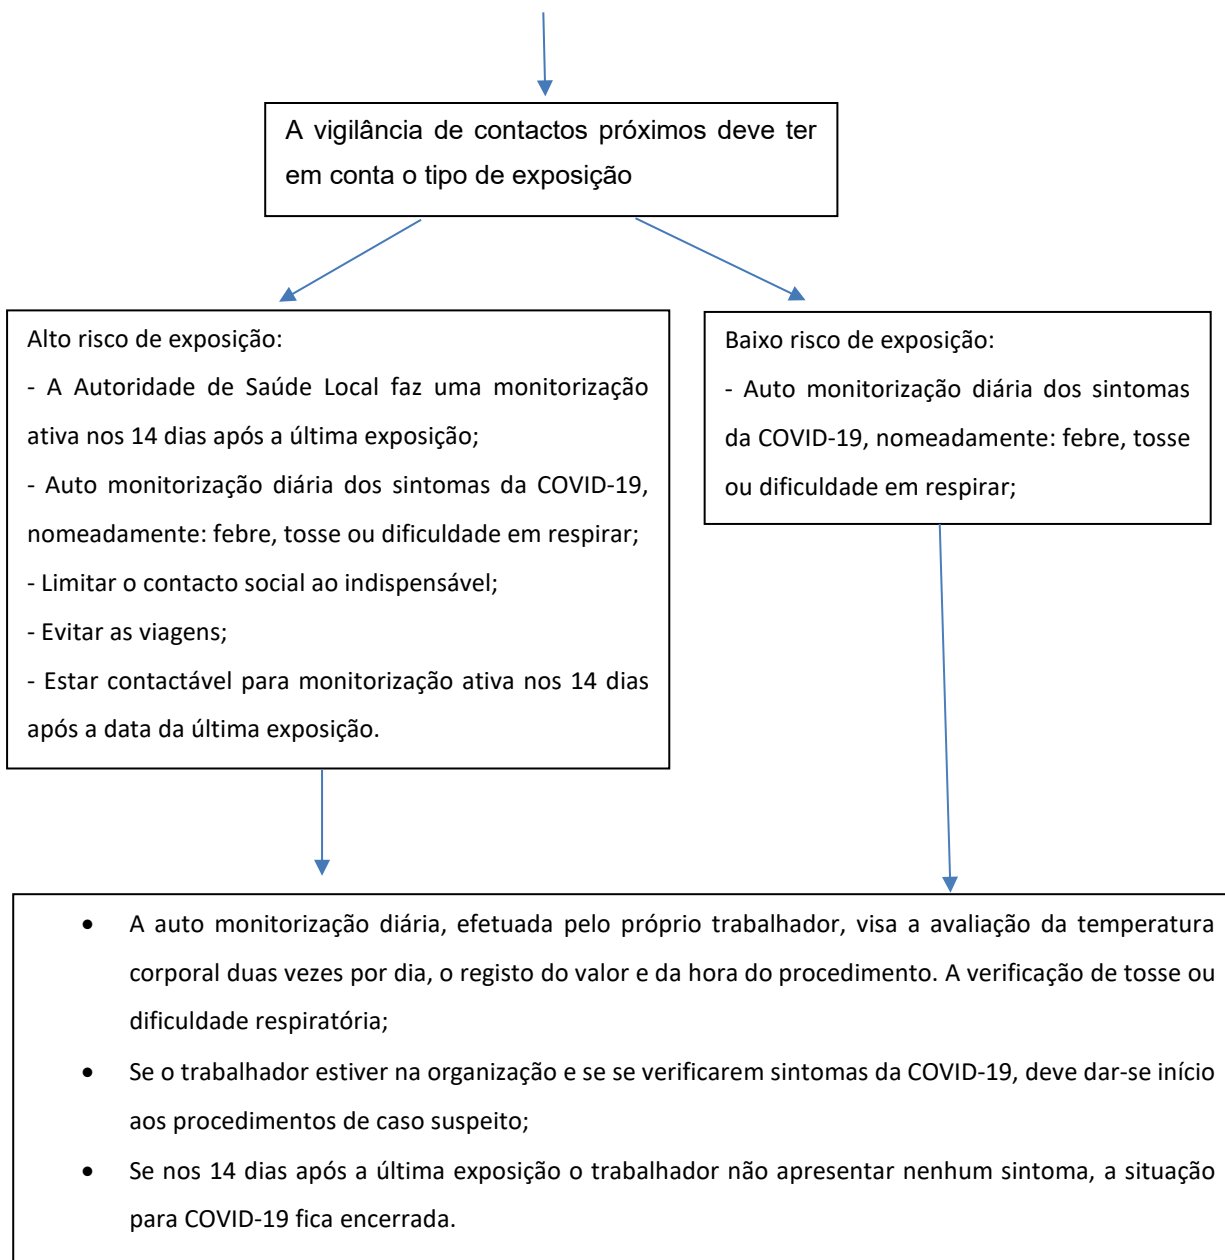 A vigilância de contactos próximos deve ter
em conta o tipo de exposição
Alto risco de exposição:
- A Autoridade de Saúde Local faz uma monitorização
ativa nos 14 dias após a última exposição;
- Auto monitorização diária dos sintomas da COVID-19,
nomeadamente: febre, tosse ou dificuldade em respirar;
- Limitar o contacto social ao indispensável;
- Evitar as viagens;
- Estar contactável para monitorização ativa nos 14 dias
após a data da última exposição.
Baixo risco de exposição:
- Auto monitorização diária dos sintomas
da COVID-19, nomeadamente: febre, tosse
ou dificuldade em respirar;
• A auto monitorização diária, efetuada pelo próprio trabalhador, visa a avaliação da temperatura
corporal duas vezes por dia, o registo do valor e da hora do procedimento. A verificação de tosse ou
dificuldade respiratória;
• Se o trabalhador estiver na organização e se se verificarem sintomas da COVID-19, deve dar-se início
aos procedimentos de caso suspeito;
• Se nos 14 dias após a última exposição o trabalhador não apresentar nenhum sintoma, a situação
para COVID-19 fica encerrada.